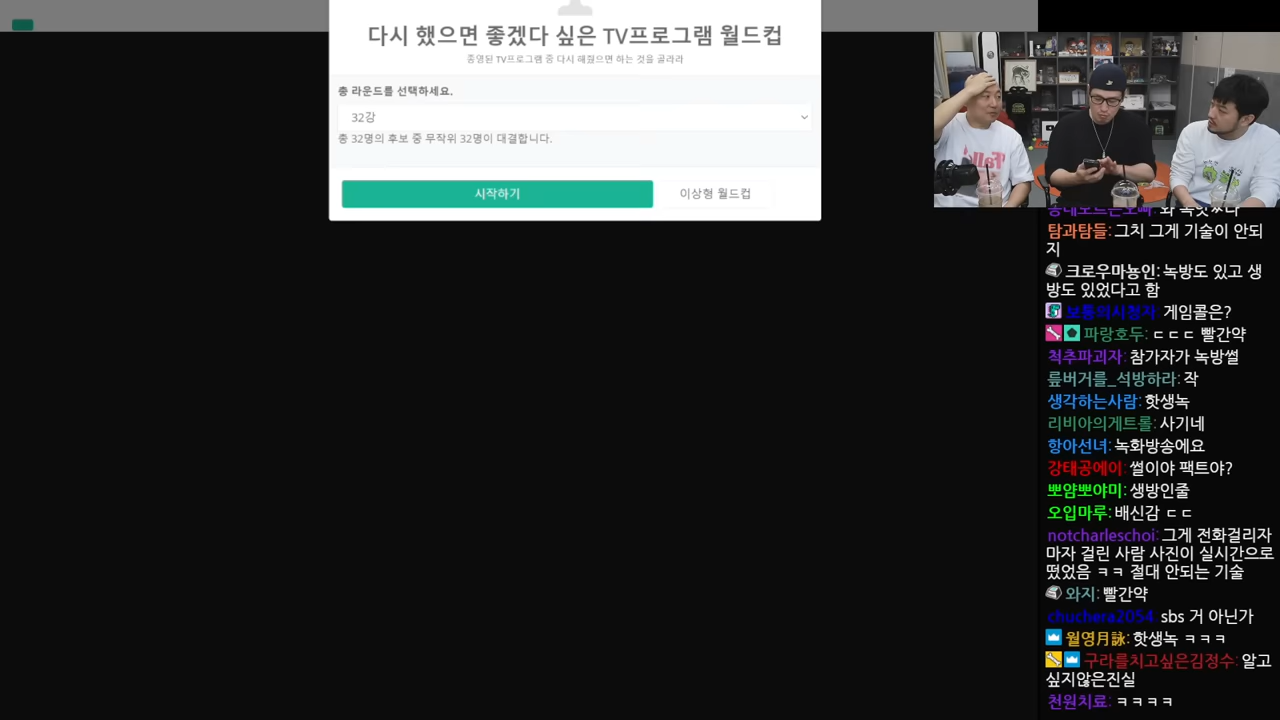 다시 했으면 좋겠다 싶은 TV프로그램 월드컵
종영된 TV프로그램 중 다시 해줬으면 하는 것을 골라라
총 라운드를 선택하세요.
32강
총 32명의 후보 중 무작위 32명이 대결합니다.
시작하기
이상형 월드컵
탐과탐들: 그치 그게 기술이 안되
지
크로우마뇽인: 녹방도 있고 생
방도 있었다고 함
보통의시청자: 게임콜은?
파랑호두: ㄷㄷㄷ 빨간약
척추파괴자: 참가자가 녹방썰
릎버거를_석방하라: 작
생각하는사람: 핫생녹
리비아의게트롤: 사기네
항아선녀: 녹화방송에요
강태공에이: 썰이야 팩트야?
뽀얌뽀야미: 생방인줄
오입마루: 배신감 ㄷㄷ
notcharleschoi: 그게 전화걸리자
마자 걸린 사람 사진이 실시간으로
떴었음 ㅋㅋ 절대 안되는 기술
와지: 빨간약
chuchera2054: sbs 거 아닌가
월영月詠: 핫생녹 ㅋㅋㅋ
구라를치고싶은김정수: 알고
싶지않은진실
천원치료: ㅋㅋㅋㅋ